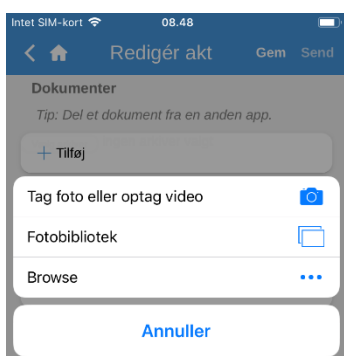 Intet SIM-kort 08.48
Redigér akt Gem Send
Dokumenter
Tip: Del et dokument fra en anden app.
Tilføj
Tag foto eller optag video
Fotobibliotek
Browse
Annuller